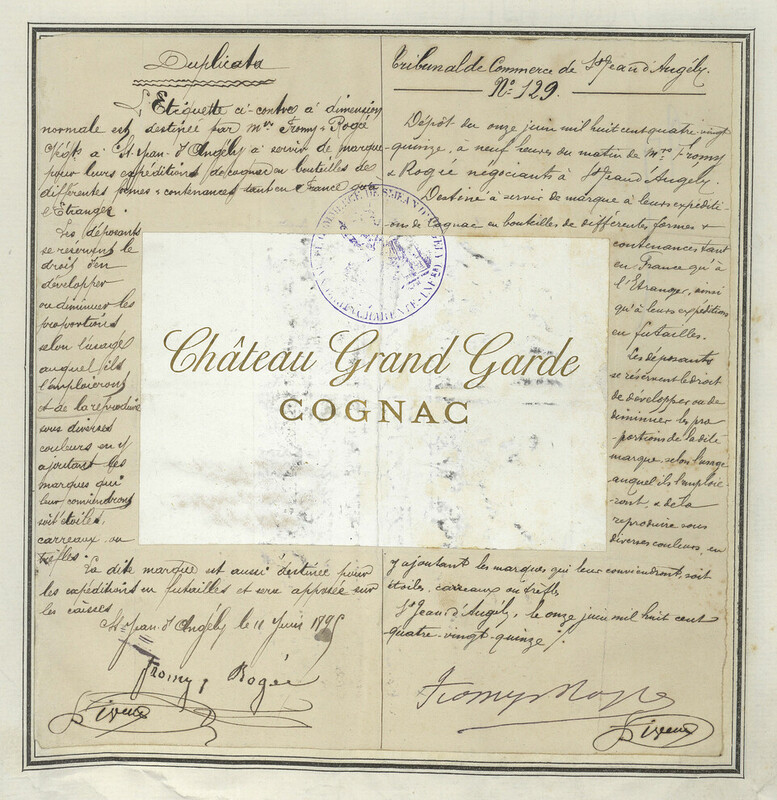 Duplicata
L'Etiquette ci-contre à dimension
normale est destinée par Mrs Fromy & Rogée
Négts à St-Jean-d'Angély à servir de marque
pour leurs expéditions de cognac en bouteilles de
différentes formes & contenances tant en France qu'à
l'Etranger.
Les déposants
se réservent le
droit d'en
développer
ou diminuer les
proportions
selon l'usage
auquel ils
l'emploieront
et de la reproduire
sous diverses
couleurs en y
ajoutant les
marques qui
leur conviendront
soit étoiles,
carreaux ou
trèfles.
La dite marque est aussi destinée pour
les expéditions en futailles et sera apposée sur
les caisses
St-Jean-d'Angély le 11 Juin 1895
Fromy, Rogée
Tribunal de Commerce de St Jean d'Angély.
No 129.
Dépôt du onze juin mil huit cent quatre-vingt
quinze, à neuf heures du matin de Mrs Fromy
& Rogée négociants à St Jean d'Angély.
Destiné à servir de marque à leurs expédi-
tions de Cognac en bouteilles de différentes formes &
contenances tant
en France qu'à
l'Etranger, ainsi
qu'à leurs expéditions
en futailles.
Les déposants
se réservent le droit
de développer ou de
diminuer les pro
-portions de la dite
marque selon l'usage
auquel ils l'emploie-
-ront, & de la
reproduire sous
diverses couleurs, en
y ajoutant les marques qui leur conviendront, soit
étoiles, carreaux ou trèfles
St Jean d'Angély, le onze juin mil huit cent
quatre-vingt-quinze ./.
Fromy Rogée
Château Grand Garde
COGNAC